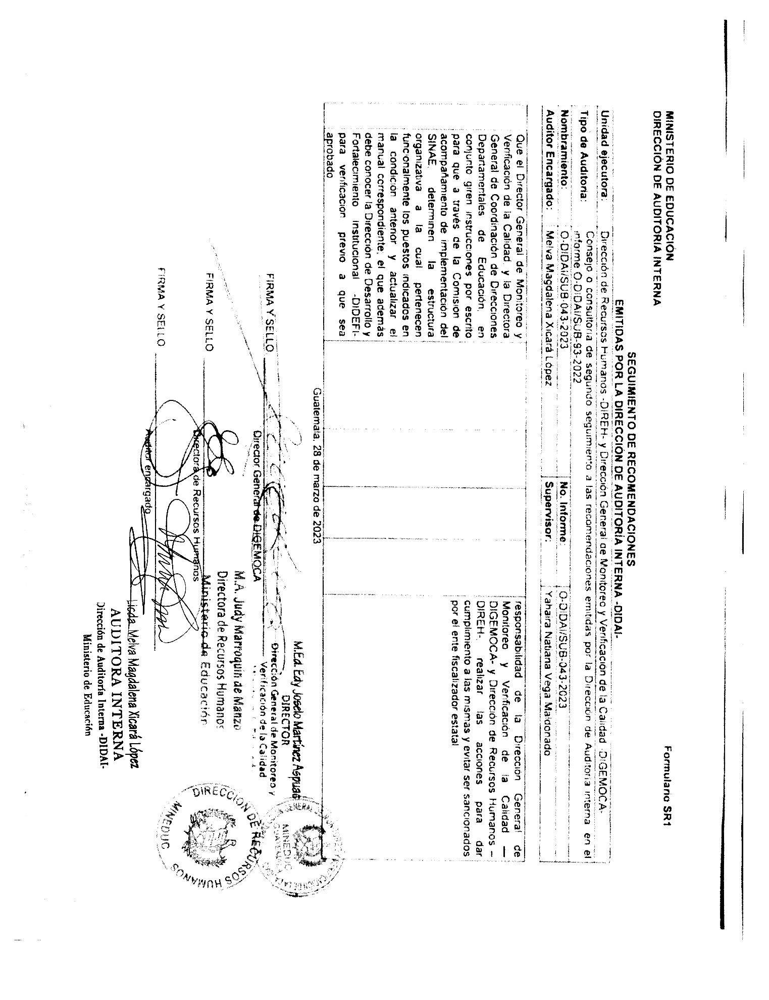 MINISTERIO DE EDUCACIÓN
DIRECCIÓN DE AUDITORIA INTERNA
Formulario SR1
SEGUIMIENTO DE RECOMENDACIONES
EMITIDAS POR LA DIRECCIÓN DE AUDITORÍA INTERNA -DIDAI-
Unidad ejecutora: Dirección de Recursos Humanos -DIREH- y Dirección General de Monitoreo y Verificación de la Calidad -DIGEMOCA-
Tipo de Auditoria: Consejo o consultoría de segundo seguimiento a las recomendaciones emitidas por la Dirección de Auditoría Interna en el
informe O-DIDAI/SUB-93-2022
Nombramiento: O-DIDAI/SUB-043-2023 No. Informe: O-DIDAI/SUB-043-2023
Auditor Encargado: Melva Magdalena Xicará López Supervisor: Yahaira Natiana Vega Maldonado
Que el Director General de Monitoreo y
Verificación de la Calidad y la Directora
General de Coordinación de Direcciones
Departamentales de Educación, en
conjunto giren instrucciones por escrito
para que a través de la Comisión de
acompañamiento de implementación del
SINAE, determinen la estructura
organizativa a la cual pertenecen
funcionalmente los puestos indicados en
la condición anterior y actualizar el
manual correspondiente, el que además
debe conocer la Dirección de Desarrollo y
Fortalecimiento Institucional -DIDEFI-
para verificación previo a que sea
aprobado
responsabilidad de la Dirección General de
Monitoreo y Verificación de la Calidad —
DIGEMOCA- y Dirección de Recursos Humanos –
DIREH-, realizar las acciones para dar
cumplimiento a las mismas y evitar ser sancionados
por el ente fiscalizador estatal
Guatemala, 28 de marzo de 2023
FIRMA Y SELLO
Director General de DIGEMOCA
M.Ed. Edy Joselo Martínez Aspuac
DIRECTOR
Dirección General de Monitoreo y
Verificación de la Calidad
MINEDUC
GUATEMALA
FIRMA Y SELLO
Directora de Recursos Humanos
M.A. Judy Marroquín de Manzo
Directora de Recursos Humanos
Ministerio de Educación
DIRECCION DE RECURSOS HUMANOS
MINEDUC
FIRMA Y SELLO
Auditor encargado
Licda. Melva Magdalena Xicará López
AUDITORA INTERNA
Dirección de Auditoría Interna -DIDAI-
Ministerio de Educación